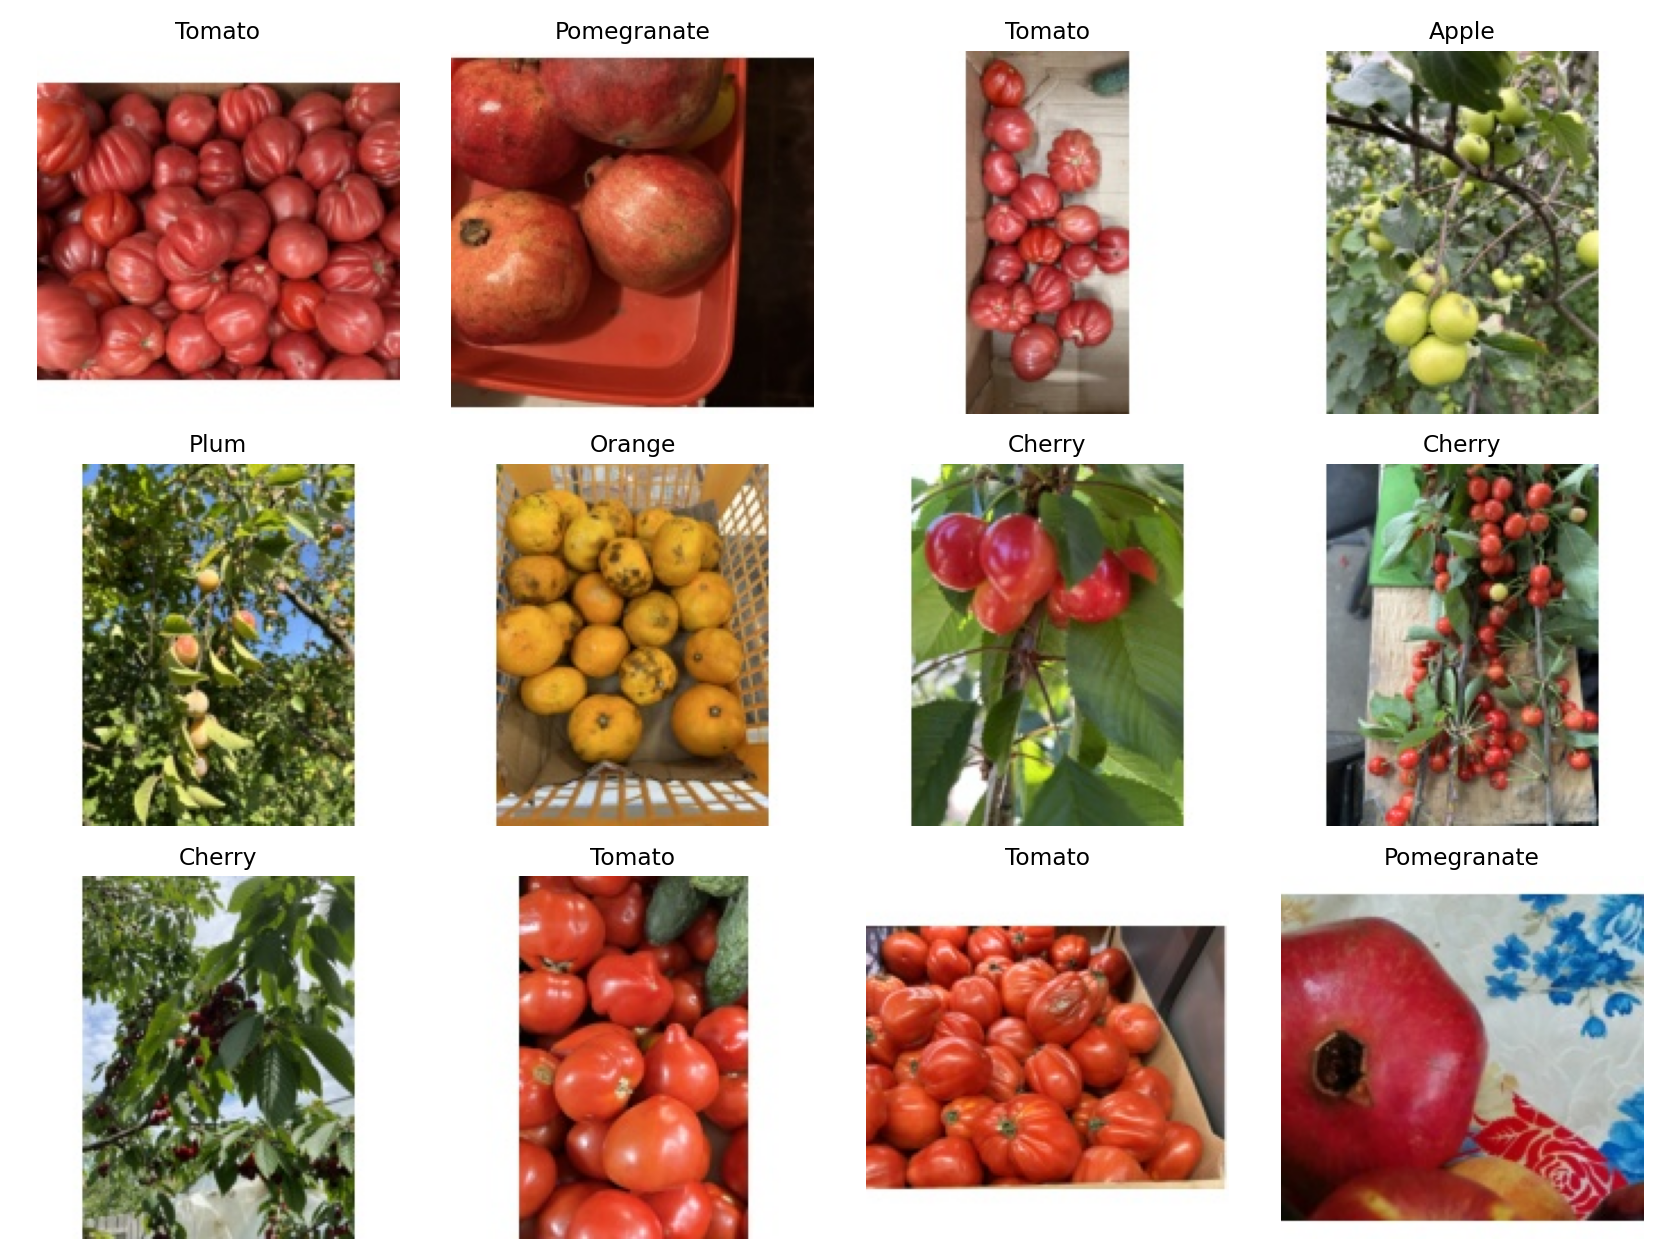 Tomato
Pomegranate
Tomato
Apple
Plum
Orange
Cherry
Cherry
Cherry
Tomato
Tomato
Pomegranate